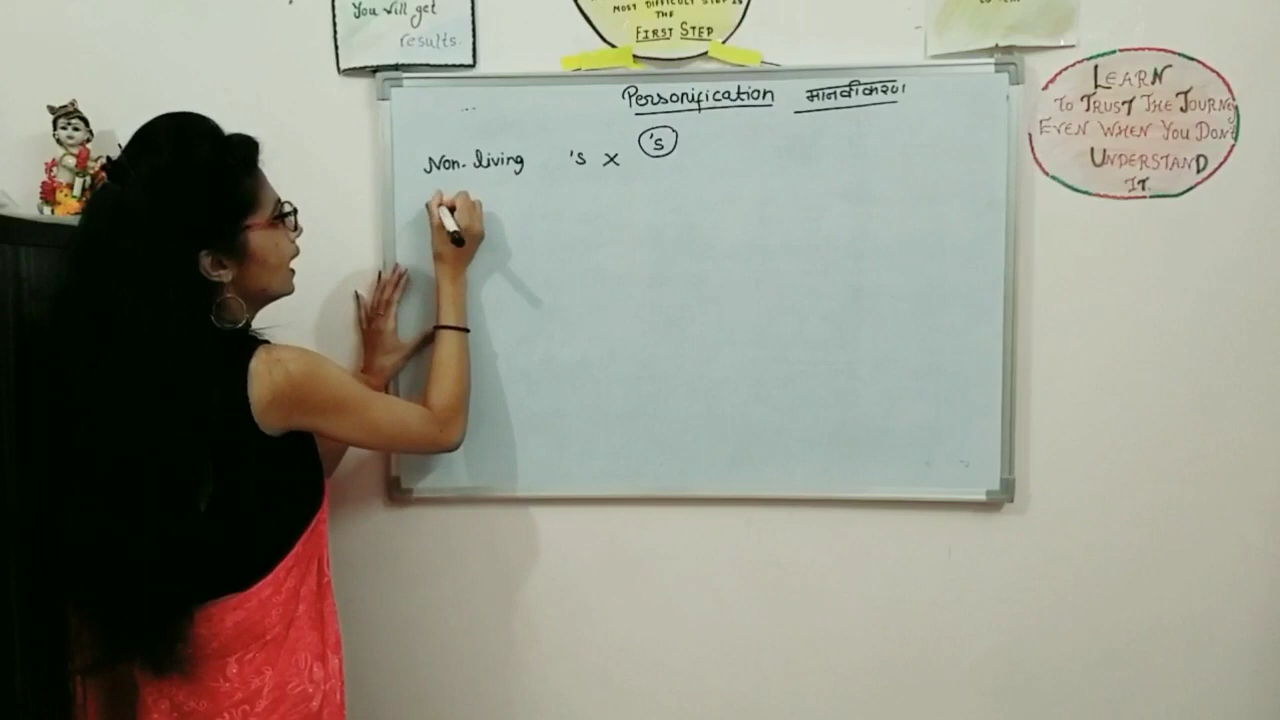 You will get
results.
MOST DIFFICULT STEP IS
THE
FIRST STEP
LEARN
TO TRUST THE JOURNEY
EVEN WHEN YOU DON'T
UNDERSTAND
IT.
Personification मानवीकरण
's
Non-living 's x